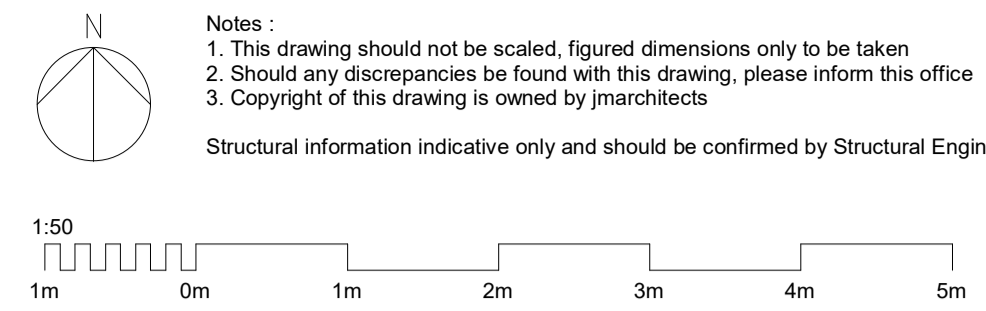 N
Notes :
1. This drawing should not be scaled, figured dimensions only to be taken
2. Should any discrepancies be found with this drawing, please inform this office
3. Copyright of this drawing is owned by jmarchitects
Structural information indicative only and should be confirmed by Structural Engin
1:50
1m 0m 1m 2m 3m 4m 5m